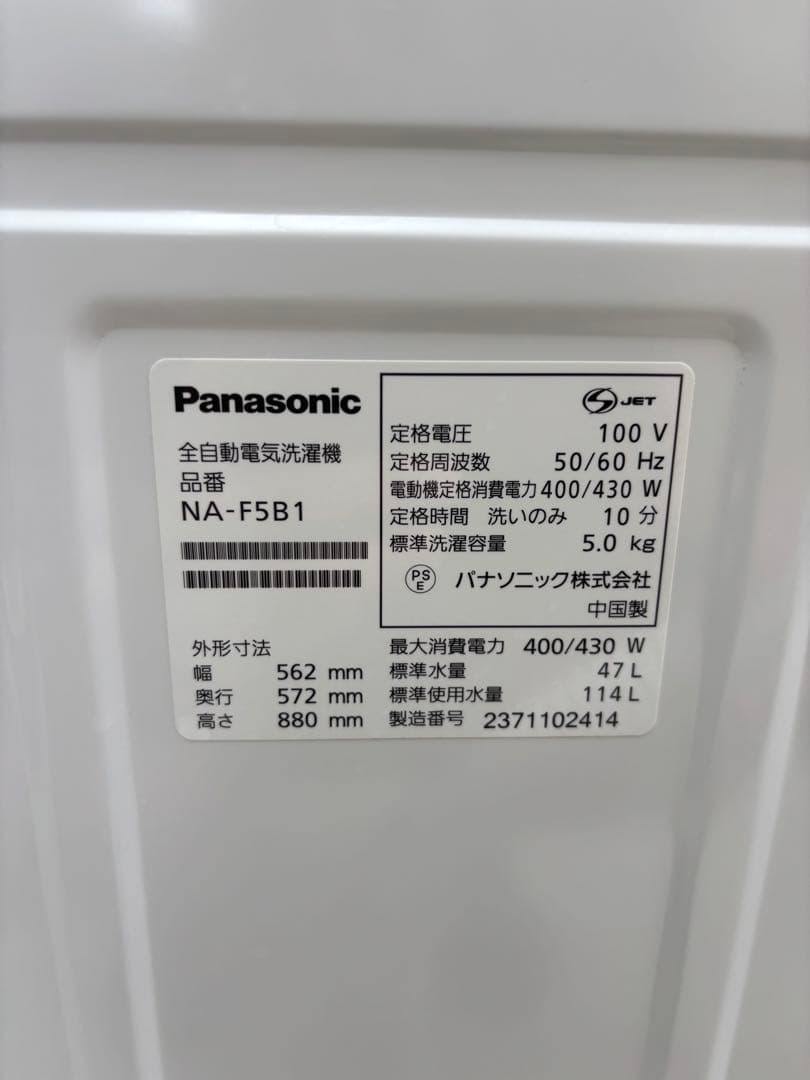 Panasonic
全自動電気洗濯機
品番
NA-F5B1
外形寸法
幅 562 mm
奥行 572 mm
高さ 880 mm
JET
定格電圧 100 V
定格周波数 50/60 Hz
電動機定格消費電力 400/430 W
定格時間 洗いのみ 10 分
標準洗濯容量 5.0 kg
PS
E
パナソニック株式会社
中国製
最大消費電力 400/430 W
標準水量 47 L
標準使用水量 114 L
製造番号 2371102414